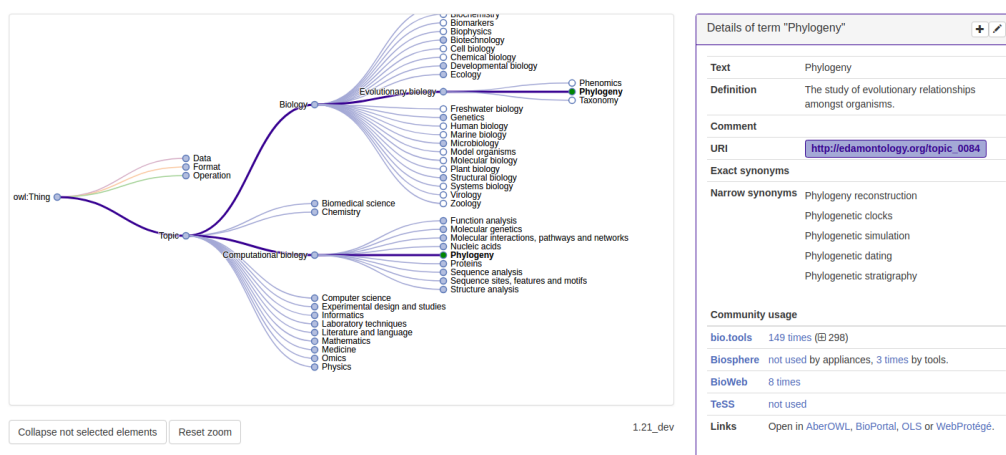 Biochemistry
Biomarkers
Biophysics
Biotechnology
Cell biology
Chemical biology
Developmental biology
Ecology
Evolutionary biology
Phenomics
Phylogeny
Taxonomy
Biology
Freshwater biology
Genetics
Human biology
Marine biology
Microbiology
Model organisms
Molecular biology
Plant biology
Structural biology
Systems biology
Virology
Zoology
Data
Format
Operation
owl:Thing
Biomedical science
Chemistry
Topic
Function analysis
Molecular genetics
Molecular interactions, pathways and networks
Nucleic acids
Computational biology
Phylogeny
Proteins
Sequence analysis
Sequence sites, features and motifs
Structure analysis
Computer science
Experimental design and studies
Informatics
Laboratory techniques
Literature and language
Mathematics
Medicine
Omics
Physics
Collapse not selected elements
Reset zoom
1.21_dev
Details of term "Phylogeny"
Text Phylogeny
Definition The study of evolutionary relationships
amongst organisms.
Comment
URI http://edamontology.org/topic_0084
Exact synonyms
Narrow synonyms Phylogeny reconstruction
Phylogenetic clocks
Phylogenetic simulation
Phylogenetic dating
Phylogenetic stratigraphy
Community usage
bio.tools 149 times (⊞ 298)
Biosphere not used by appliances, 3 times by tools.
BioWeb 8 times
TeSS not used
Links Open in AberOWL, BioPortal, OLS or WebProtégé.